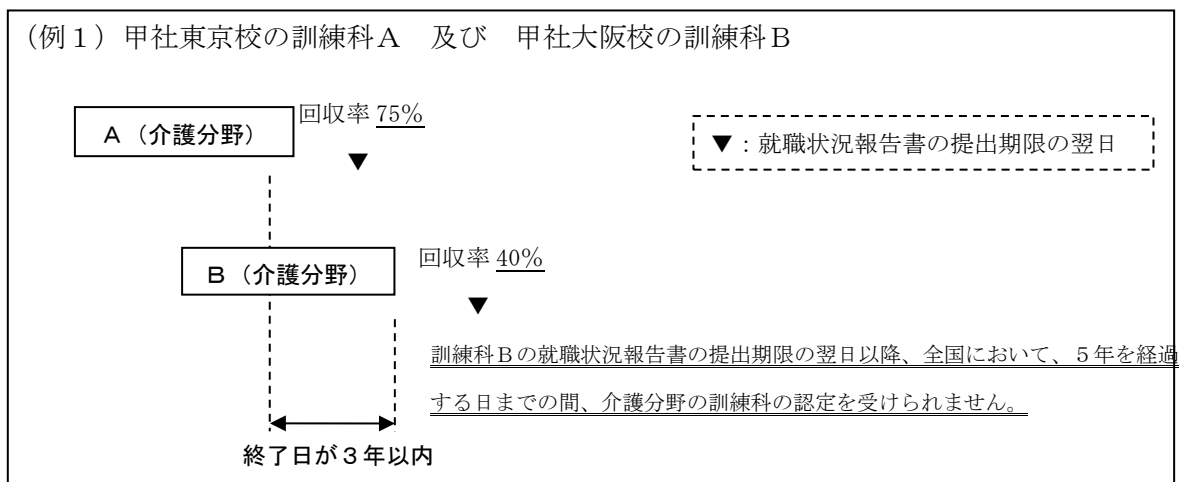 （例１）甲社東京校の訓練科Ａ　及び　甲社大阪校の訓練科Ｂ
Ａ（介護分野）
回収率 75%
▼
▼：就職状況報告書の提出期限の翌日
Ｂ（介護分野）
回収率 40%
▼
訓練科Ｂの就職状況報告書の提出期限の翌日以降、全国において、５年を経過
する日までの間、介護分野の訓練科の認定を受けられません。
終了日が３年以内